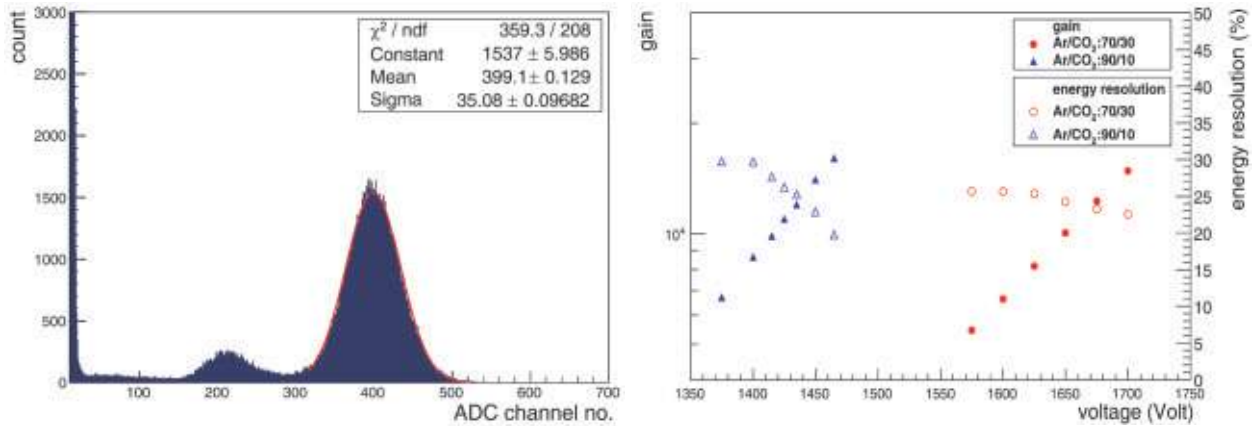 3000
2500
2000
1500
1000
500
0
count
χ² / ndf 359.3 / 208
Constant 1537 ± 5.986
Mean 399.1± 0.129
Sigma 35.08 ± 0.09682
100 200 300 400 500 600 700
ADC channel no.
gain
10⁴
gain
Ar/CO₂:70/30
Ar/CO₂:90/10
energy resolution
Ar/CO₂:70/30
Ar/CO₂:90/10
50
45
40
35
30
25
20
15
10
5
0
energy resolution (%)
1350 1400 1450 1500 1550 1600 1650 1700 1750
voltage (Volt)